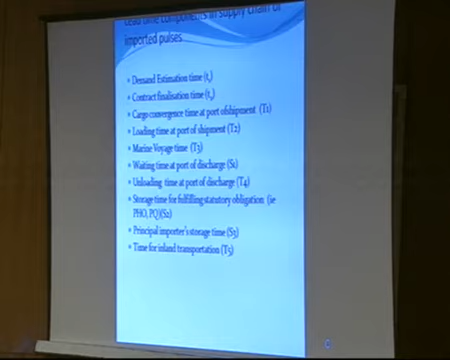 Lead time components in supply chain of
imported pulses
Demand Estimation time (t1)
Contract finalisation time (t2)
Cargo convergence time at port ofshipment (T1)
Loading time at port of shipment (T2)
Marine Voyage time (T3)
Waiting time at port of discharge (S1)
Unloading time at port of discharge (T4)
Storage time for fulfilling statutory obligation (ie
PHO, PQ)(S2)
Principal importer's storage time (S3)
Time for inland transportation (T5)